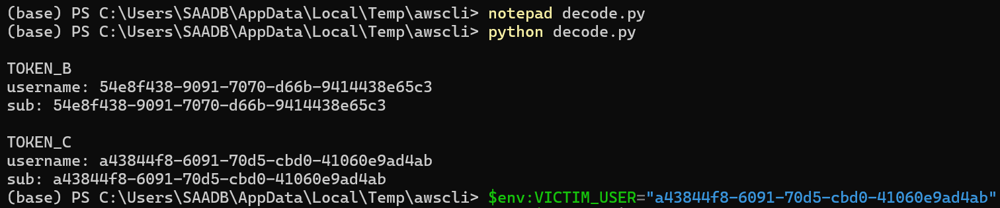 (base) PS C:\Users\SAADB\AppData\Local\Temp\awscli> notepad decode.py
(base) PS C:\Users\SAADB\AppData\Local\Temp\awscli> python decode.py
TOKEN_B
username: 54e8f438-9091-7070-d66b-9414438e65c3
sub: 54e8f438-9091-7070-d66b-9414438e65c3
TOKEN_C
username: a43844f8-6091-70d5-cbd0-41060e9ad4ab
sub: a43844f8-6091-70d5-cbd0-41060e9ad4ab
(base) PS C:\Users\SAADB\AppData\Local\Temp\awscli> $env:VICTIM_USER="a43844f8-6091-70d5-cbd0-41060e9ad4ab"